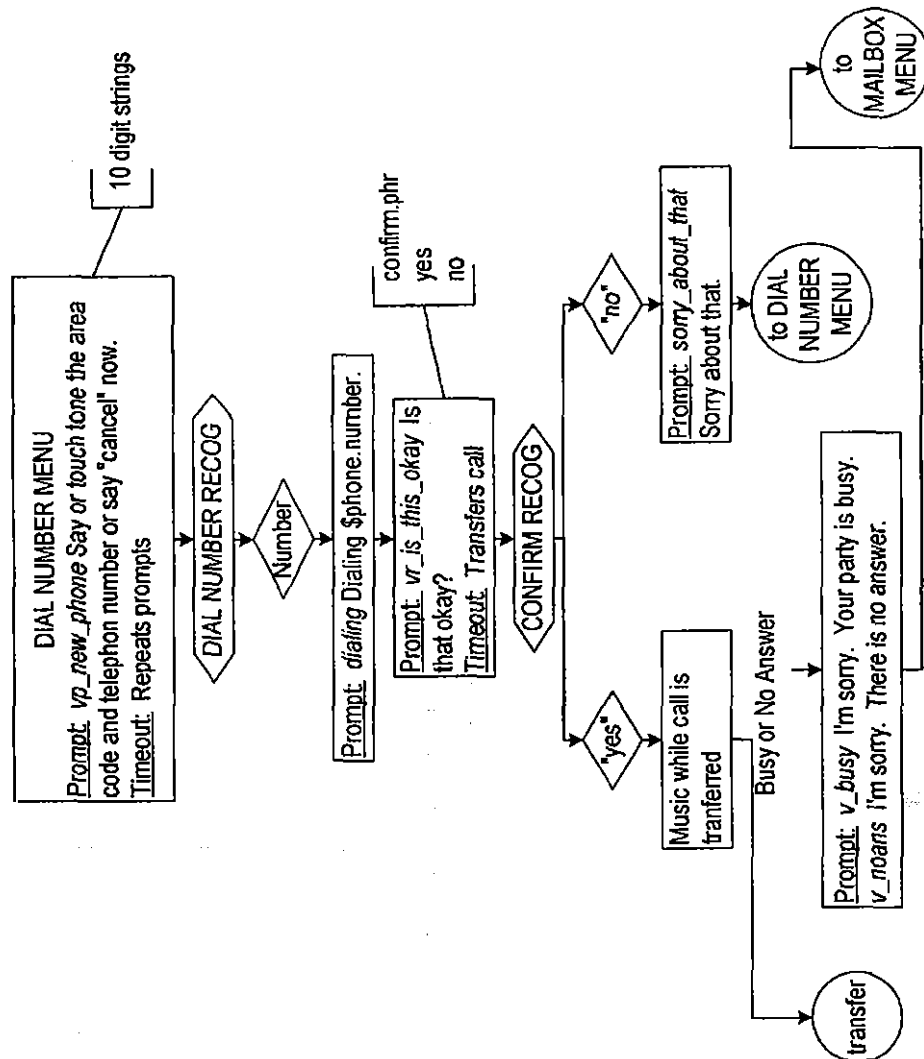 DIAL NUMBER MENU
Prompt: vp_new_phone Say or touch tone the area
code and telephon number or say "cancel" now.
Timeout: Repeats prompts
10 digit strings
DIAL NUMBER RECOG
Number
Prompt: dialing Dialing $phone.number.
Prompt: vr_is_this_okay Is
that okay?
Timeout: Transfers call
confirm.phr
yes
no
CONFIRM RECOG
"yes"
"no"
Music while call is
tranferred
Prompt: sorry_about_that
Sorry about that.
Busy or No Answer
to DIAL
NUMBER
MENU
Prompt: v_busy I'm sorry. Your party is busy.
v_noans I'm sorry. There is no answer.
transfer
to
MAILBOX
MENU